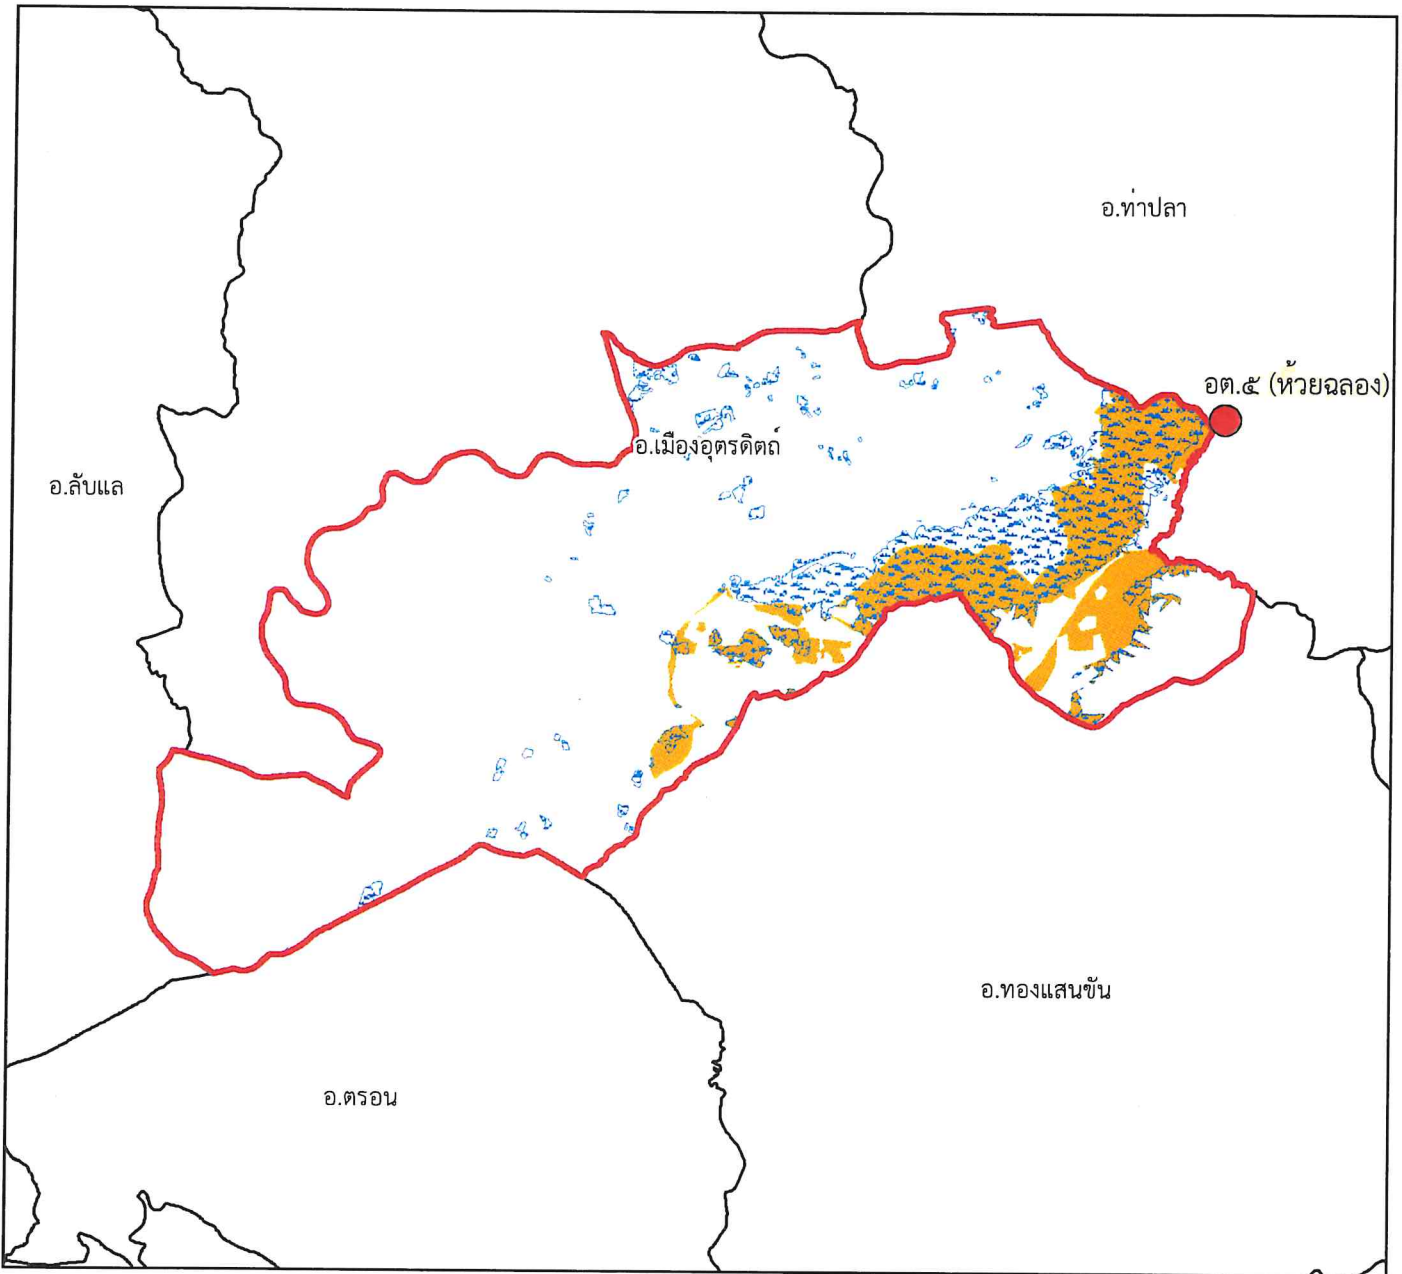 อ.ท่าปลา
อต.๕ (ห้วยฉลอง)
อ.เมืองอุตรดิตถ์
อ.ลับแล
อ.ทองแสนขัน
อ.ตรอน